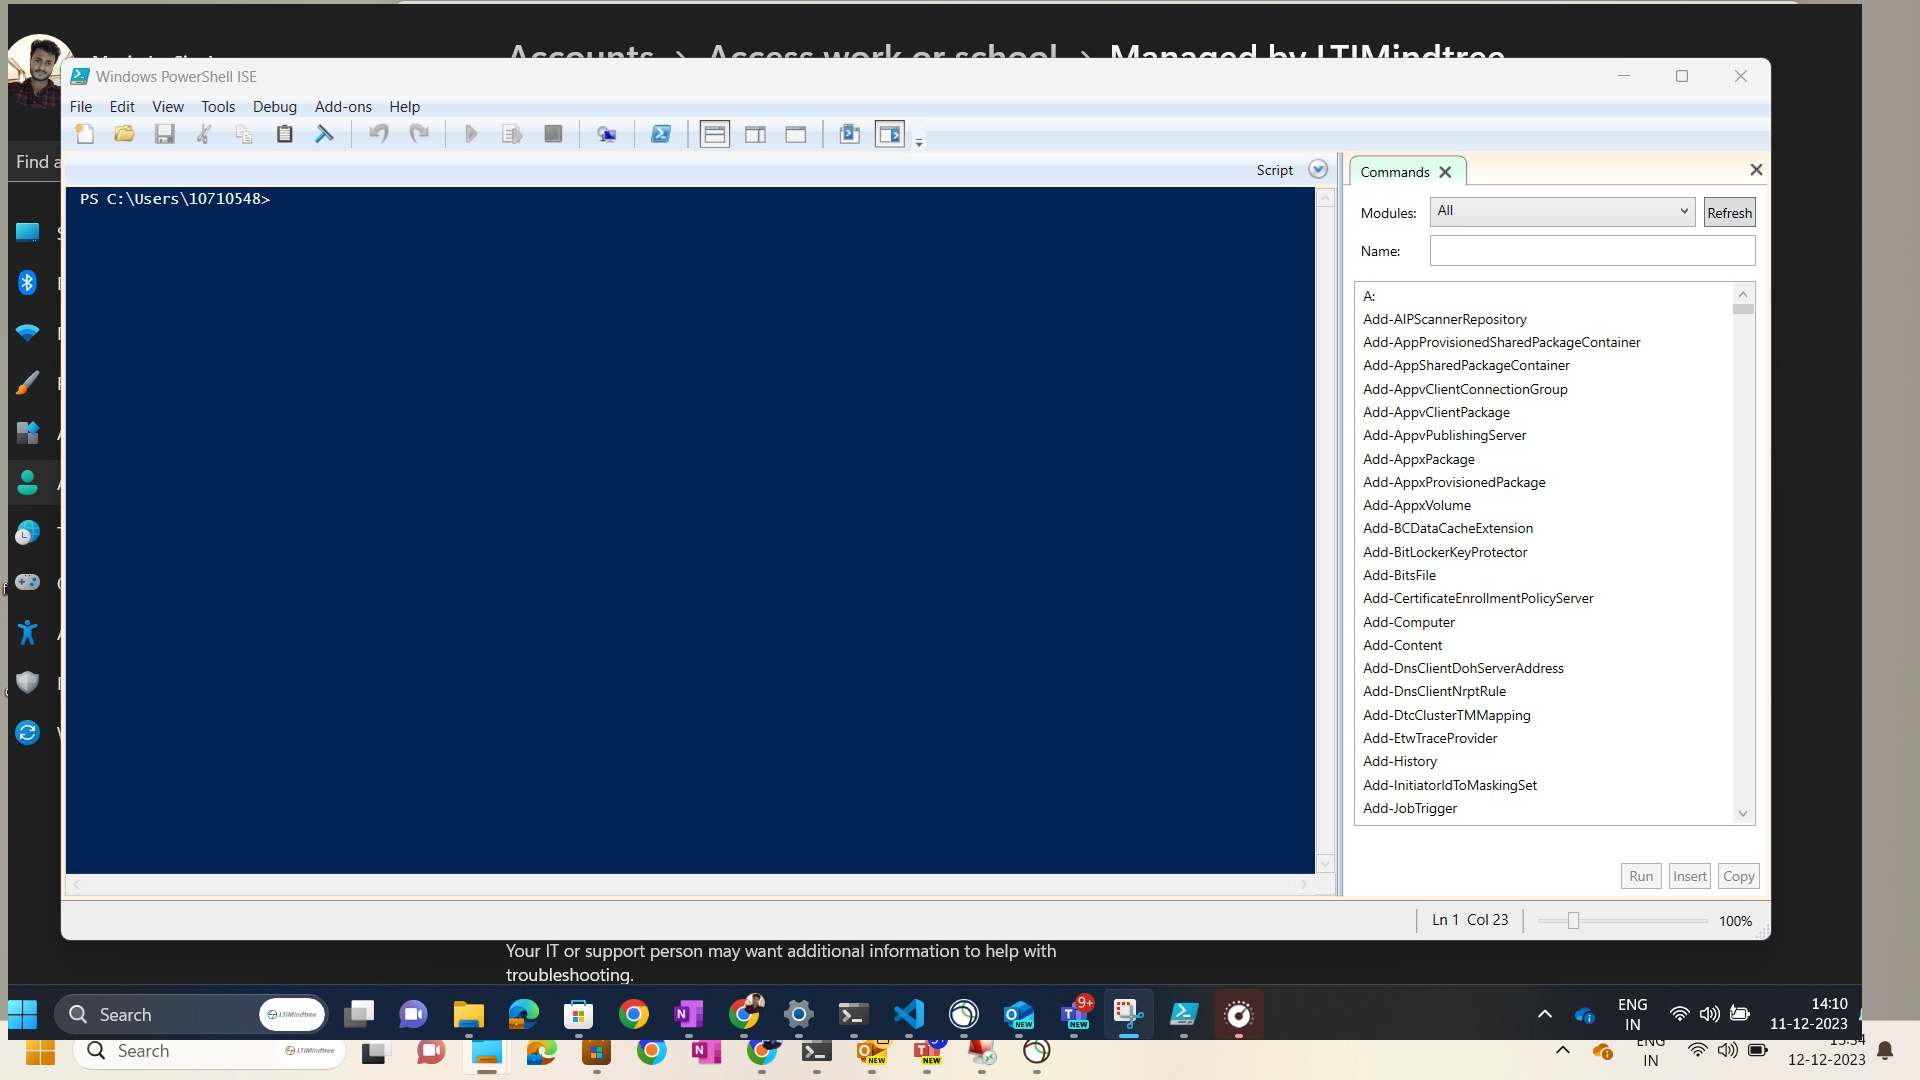 Accounts > Access work or school > Managed by LTIMindtree
Windows PowerShell ISE
File Edit View Tools Debug Add-ons Help
Find a
Script
Commands
PS C:\Users\10710548>
Modules: All Refresh
Name:
A:
Add-AIPScannerRepository
Add-AppProvisionedSharedPackageContainer
Add-AppSharedPackageContainer
Add-AppvClientConnectionGroup
Add-AppvClientPackage
Add-AppvPublishingServer
Add-AppxPackage
Add-AppxProvisionedPackage
Add-AppxVolume
Add-BCDataCacheExtension
Add-BitLockerKeyProtector
Add-BitsFile
Add-CertificateEnrollmentPolicyServer
Add-Computer
Add-Content
Add-DnsClientDohServerAddress
Add-DnsClientNrptRule
Add-DtcClusterTMMapping
Add-EtwTraceProvider
Add-History
Add-InitiatorIdToMaskingSet
Add-JobTrigger
Run Insert Copy
Ln 1 Col 23
100%
Your IT or support person may want additional information to help with
troubleshooting.
Search
LTIMindtree
NEW
NEW
9+
ENG
IN
14:10
11-12-2023
Search
LTIMindtree
NEW
NEW
ENG
IN
12-12-2023